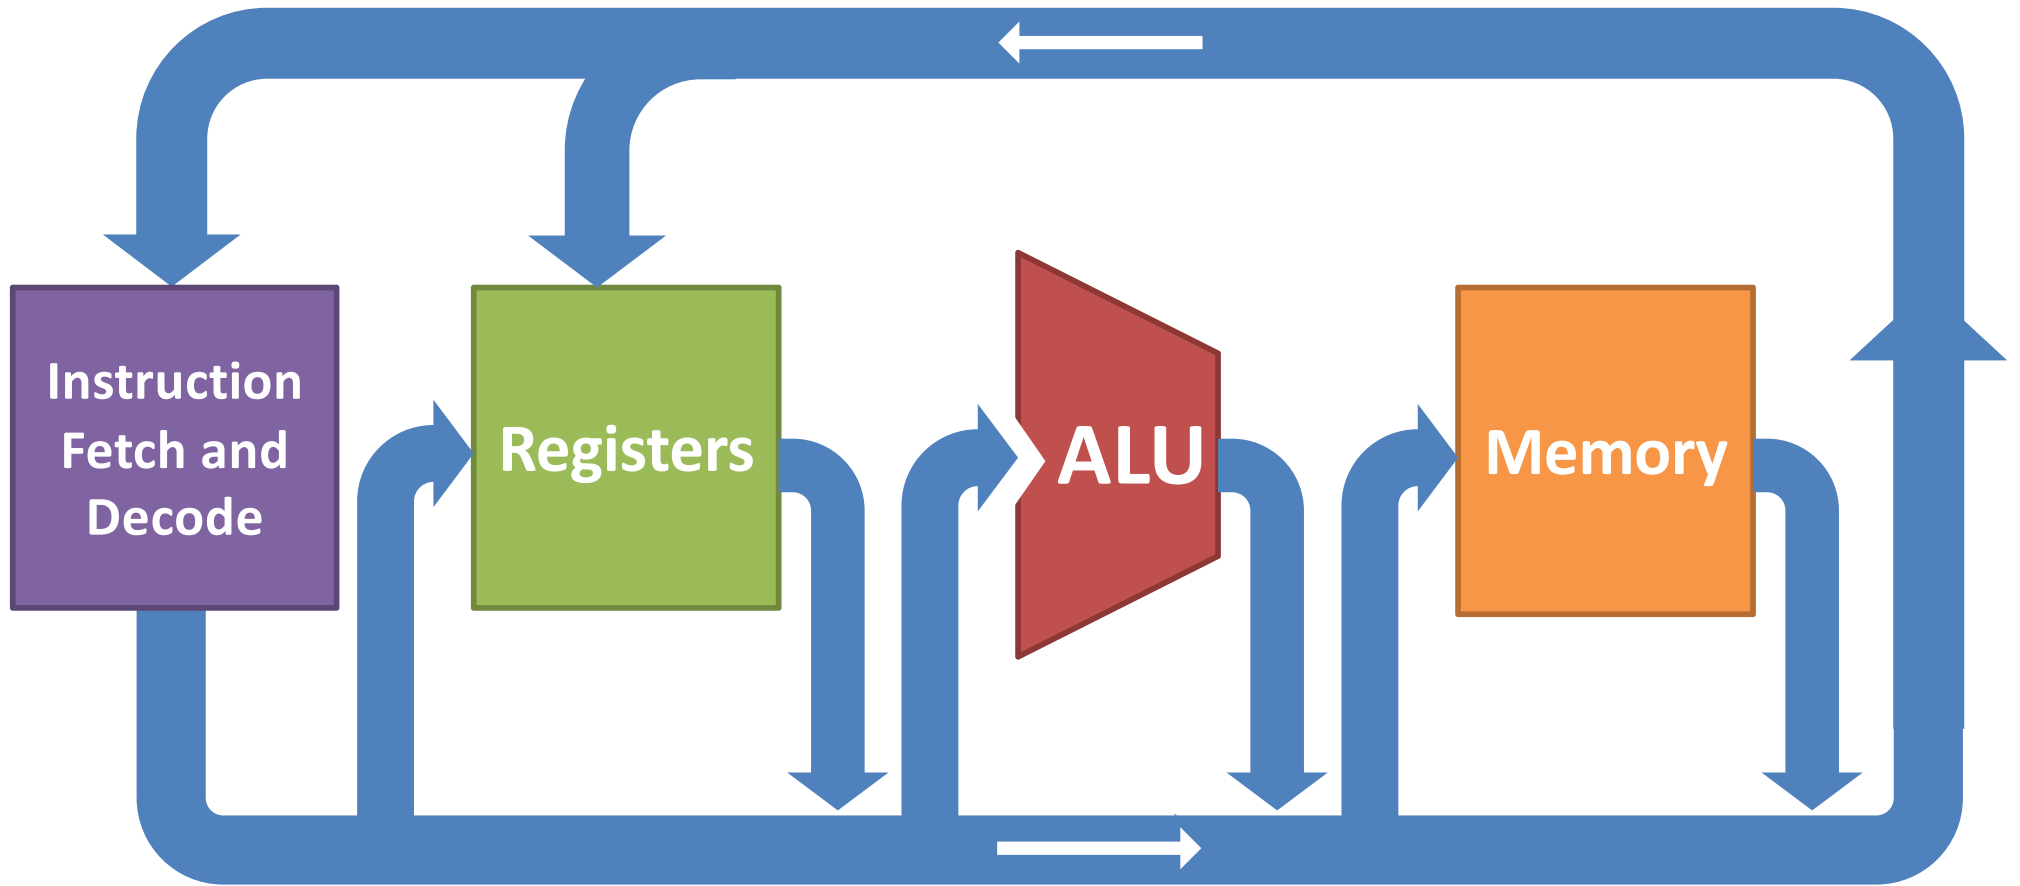 Instruction
Fetch and
Decode
Registers
ALU
Memory